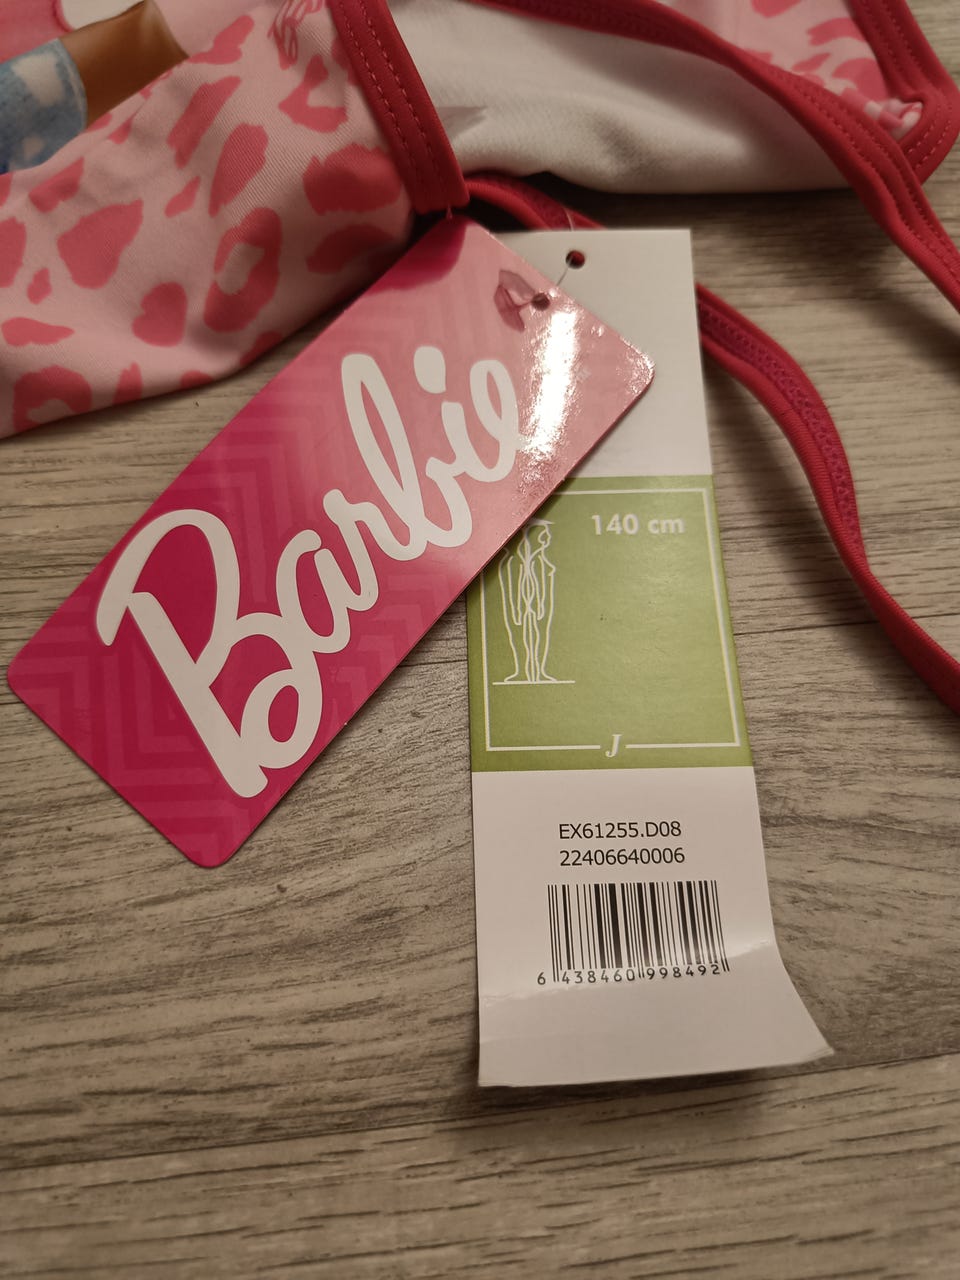 Barbie
140 cm
J
EX61255.D08
22406640006
6 438460 998492